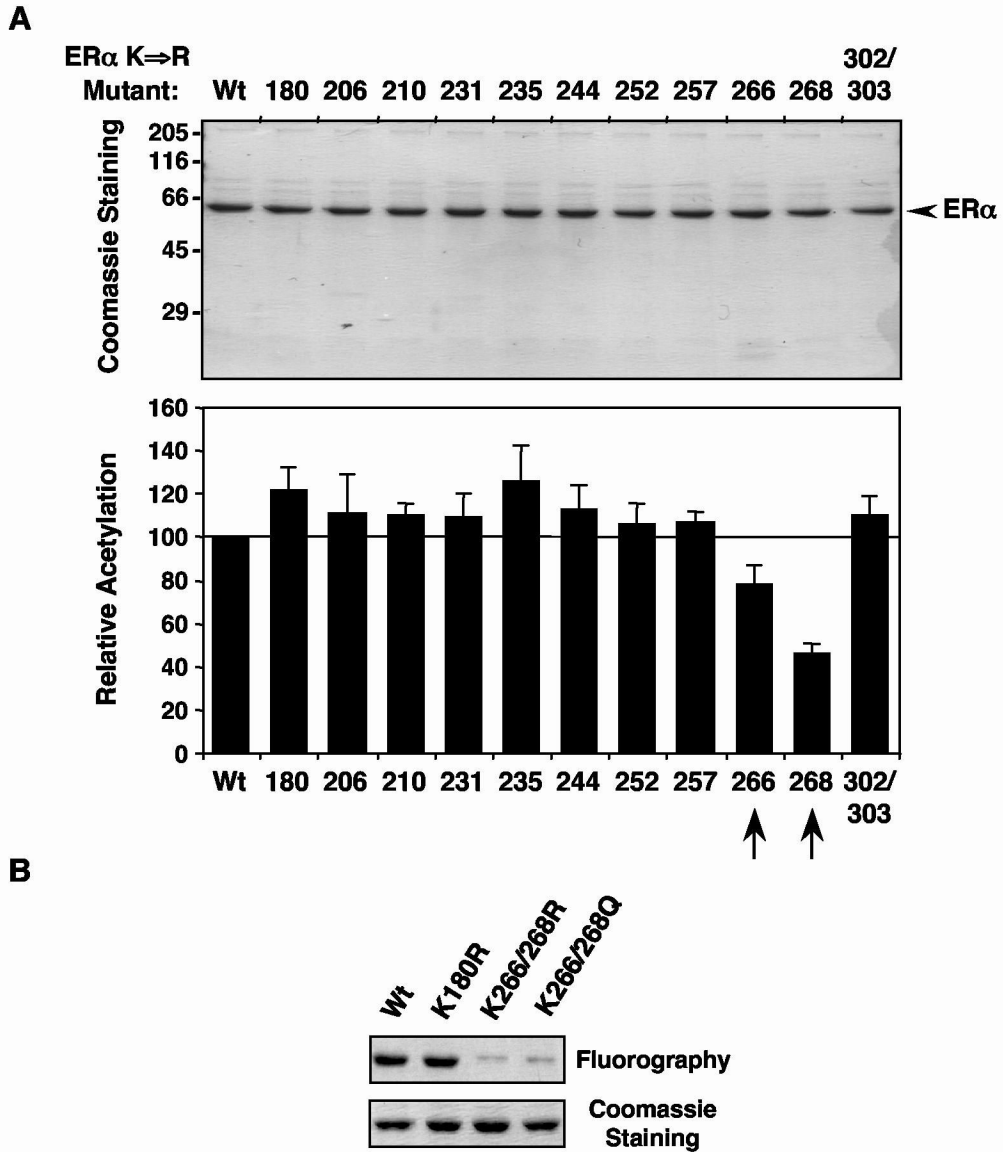 A
ERα K⇒R
Mutant: Wt 180 206 210 231 235 244 252 257 266 268 302/303
Coomassie Staining
205
116
66
45
29
ERα
Relative Acetylation
160
140
120
100
80
60
40
20
0
Wt 180 206 210 231 235 244 252 257 266 268 302/
303
B
Wt K180R K266/268R K266/268Q
Fluorography
Coomassie
Staining